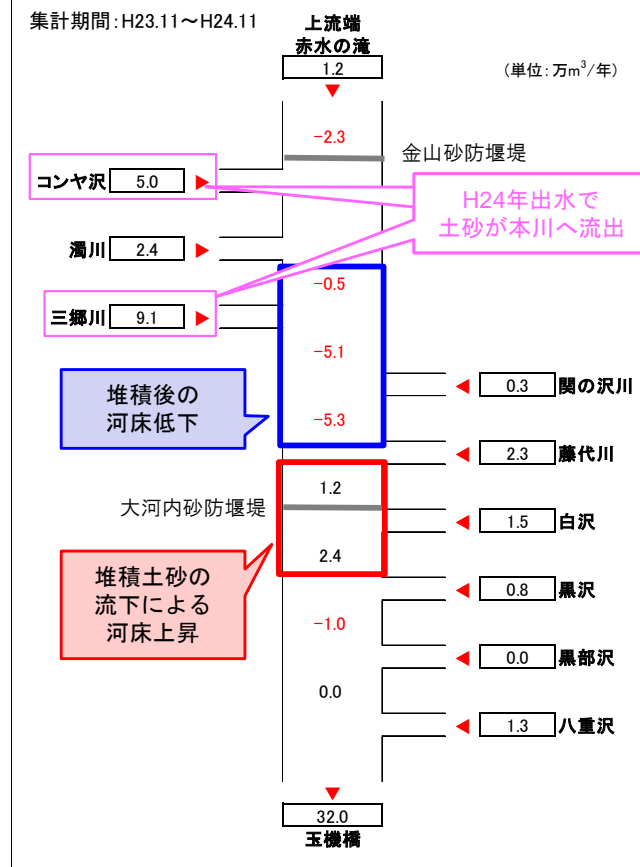 集計期間:H23.11～H24.11
上流端
赤水の滝
1.2
(単位:万m³/年)
-2.3
金山砂防堰堤
コンヤ沢 5.0
H24年出水で
土砂が本川へ流出
濁川 2.4
-0.5
三郷川 9.1
-5.1
堆積後の
河床低下
0.3 関の沢川
-5.3
2.3 藤代川
1.2
大河内砂防堰堤
1.5 白沢
2.4
堆積土砂の
流下による
河床上昇
0.8 黒沢
-1.0
0.0 黒部沢
0.0
1.3 八重沢
32.0
玉機橋